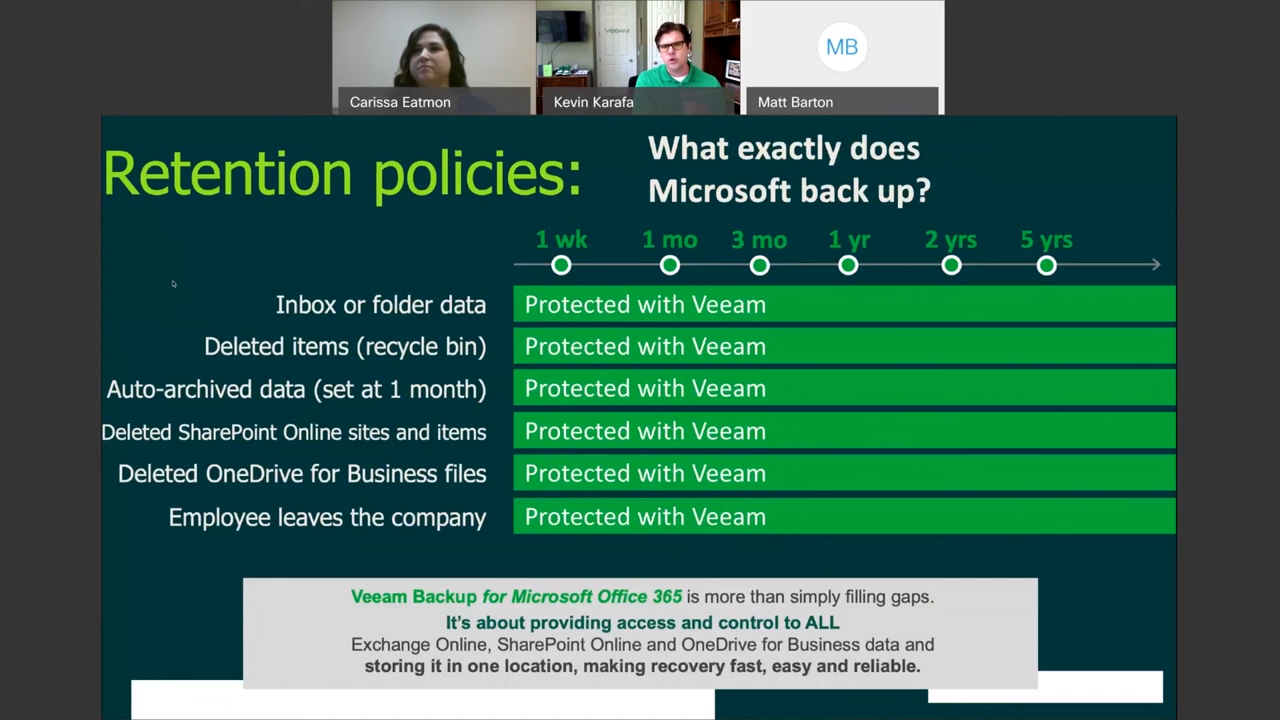 MB
VEEAM
Carissa Eatmon
Kevin Karafa
Matt Barton
Retention policies:
What exactly does
Microsoft back up?
1 wk 1 mo 3 mo 1 yr 2 yrs 5 yrs
Inbox or folder data Protected with Veeam
Deleted items (recycle bin) Protected with Veeam
Auto-archived data (set at 1 month) Protected with Veeam
Deleted SharePoint Online sites and items Protected with Veeam
Deleted OneDrive for Business files Protected with Veeam
Employee leaves the company Protected with Veeam
Veeam Backup for Microsoft Office 365 is more than simply filling gaps.
It's about providing access and control to ALL
Exchange Online, SharePoint Online and OneDrive for Business data and
storing it in one location, making recovery fast, easy and reliable.